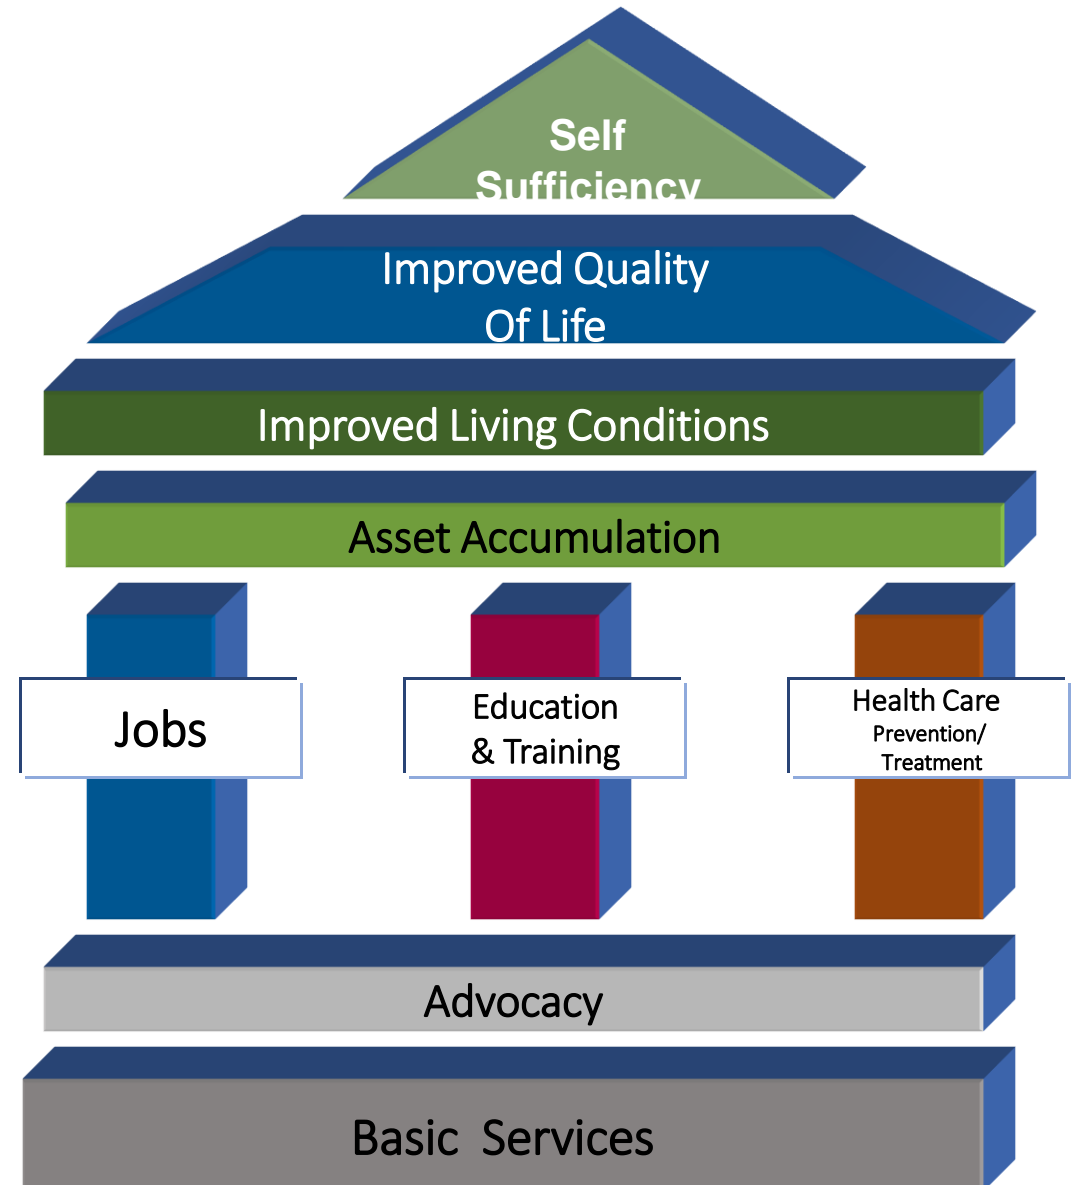 Self
Sufficiency
Improved Quality
Of Life
Improved Living Conditions
Asset Accumulation
Jobs
Education
& Training
Health Care
Prevention/
Treatment
Advocacy
Basic  Services